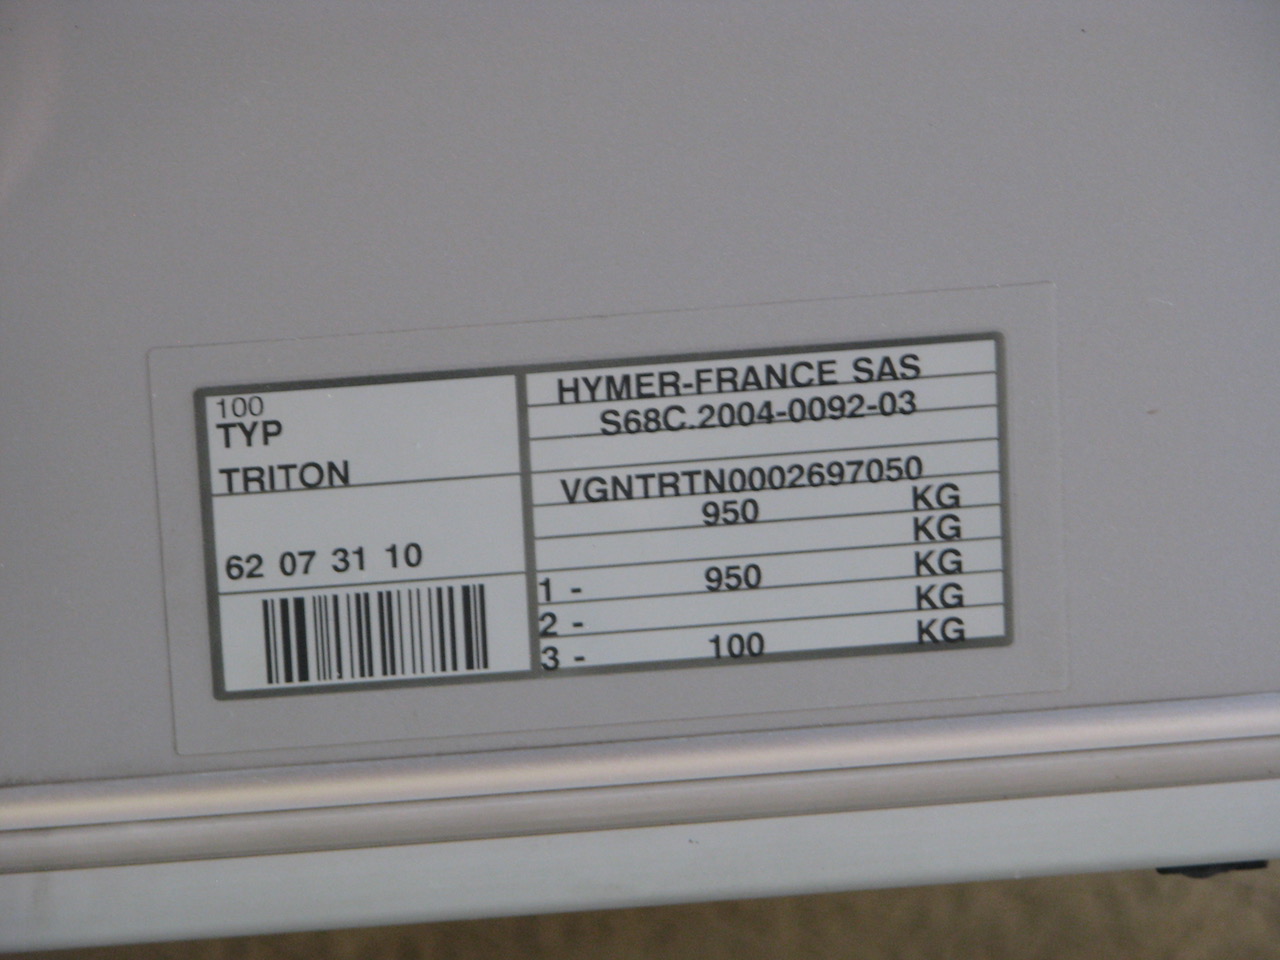 100
TYP
TRITON
62 07 31 10
HYMER-FRANCE SAS
S68C.2004-0092-03
VGNTRTN0002697050
950 KG
KG
1 - 950 KG
2 - KG
3 - 100 KG